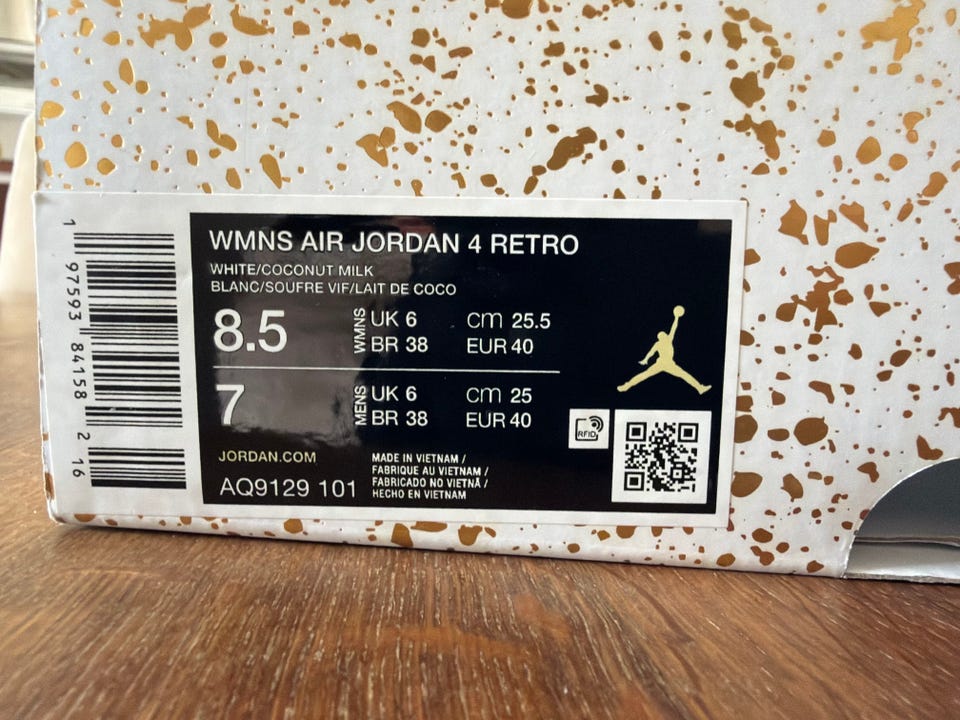 1 97593 84158 2 16
WMNS AIR JORDAN 4 RETRO
WHITE/COCONUT MILK
BLANC/SOUFRE VIF/LAIT DE COCO
8.5 WMNS UK 6 cm 25.5
BR 38 EUR 40
7 MENS UK 6 cm 25
BR 38 EUR 40
JORDAN.COM
AQ9129 101
MADE IN VIETNAM /
FABRIQUE AU VIETNAM /
FABRICADO NO VIETNÃ /
HECHO EN VIETNAM
RFID